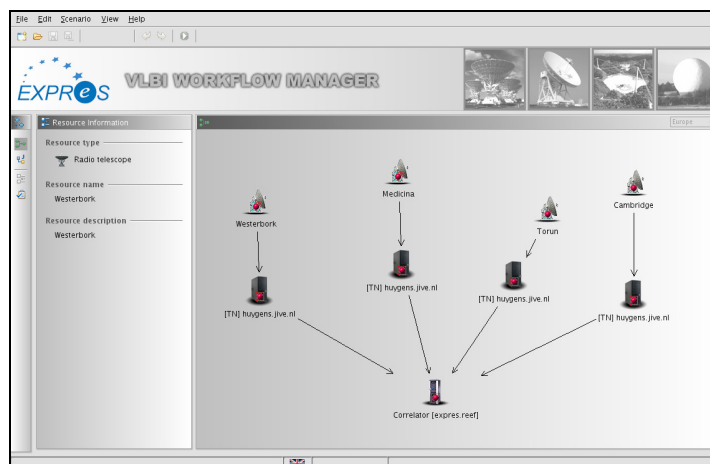 File Edit Scenario View Help
EXPReS
VLBI WORKFLOW MANAGER
Resource Information
Europe
Resource type
Radio telescope
Resource name
Westerbork
Resource description
Westerbork
Westerbork
Medicina
Torun
Cambridge
[TN] huygens.jive.nl
[TN] huygens.jive.nl
[TN] huygens.jive.nl
[TN] huygens.jive.nl
Correlator [expres.reef]